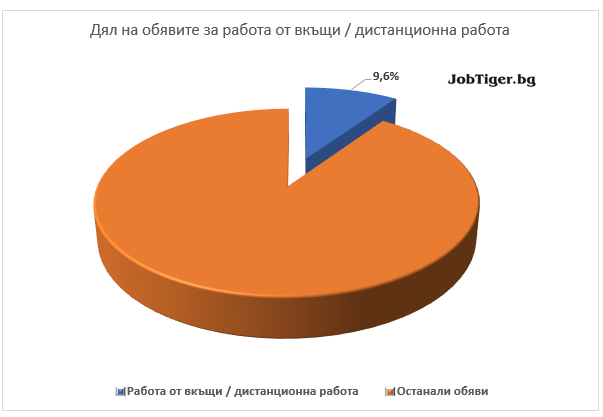 Дял на обявите за работа от вкъщи / дистанционна работа
9,6%
JobTiger.bg
Работа от вкъщи / дистанционна работа
Останали обяви